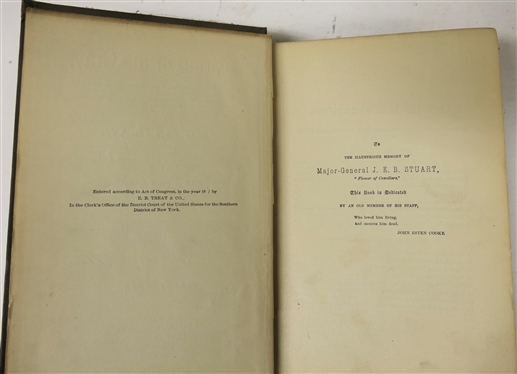 Entered according to Act of Congress, in the year 18 by
E. B. TREAT & CO.,
In the Clerk's Office of the District Court of the United States for the Southern
District of New York.
To
THE ILLUSTRIOUS MEMORY OF
Major-General J. E. B. STUART,
"Flower of Cavaliers,"
This Book is Dedicated
BY AN OLD MEMBER OF HIS STAFF,
Who loved him living,
And mourns him dead.
JOHN ESTEN COOKE.